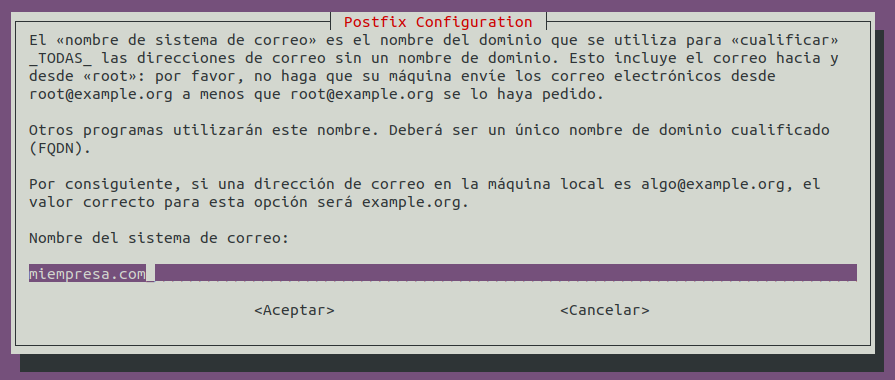 Postfix Configuration
El «nombre de sistema de correo» es el nombre del dominio que se utiliza para «cualificar»
_TODAS_ las direcciones de correo sin un nombre de dominio. Esto incluye el correo hacia y
desde «root»: por favor, no haga que su máquina envíe los correo electrónicos desde
root@example.org a menos que root@example.org se lo haya pedido.
Otros programas utilizarán este nombre. Deberá ser un único nombre de dominio cualificado
(FQDN).
Por consiguiente, si una dirección de correo en la máquina local es algo@example.org, el
valor correcto para esta opción será example.org.
Nombre del sistema de correo:
miempresa.com
<Aceptar> <Cancelar>